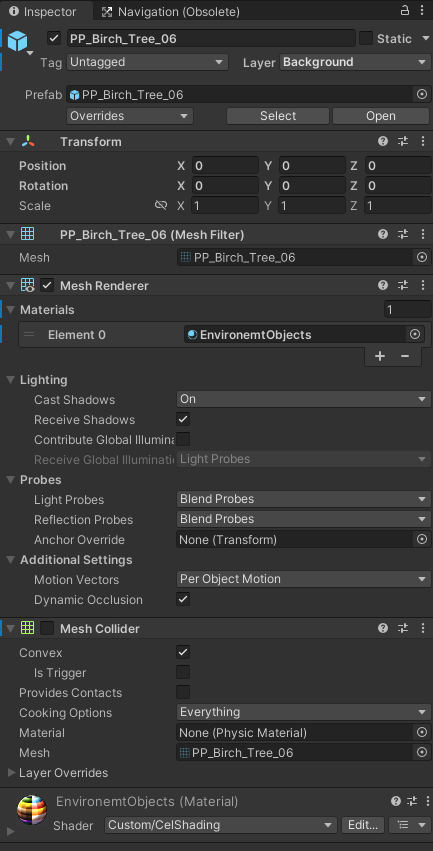 Inspector Navigation (Obsolete)
PP_Birch_Tree_06 Static
Tag Untagged Layer Background
Prefab PP_Birch_Tree_06
Overrides Select Open
Transform
Position X 0 Y 0 Z 0
Rotation X 0 Y 0 Z 0
Scale X 1 Y 1 Z 1
PP_Birch_Tree_06 (Mesh Filter)
Mesh PP_Birch_Tree_06
Mesh Renderer
Materials 1
Element 0 EnvironemtObjects
+ −
Lighting
Cast Shadows On
Receive Shadows
Contribute Global Illumina
Receive Global Illuminati Light Probes
Probes
Light Probes Blend Probes
Reflection Probes Blend Probes
Anchor Override None (Transform)
Additional Settings
Motion Vectors Per Object Motion
Dynamic Occlusion
Mesh Collider
Convex
Is Trigger
Provides Contacts
Cooking Options Everything
Material None (Physic Material)
Mesh PP_Birch_Tree_06
Layer Overrides
EnvironemtObjects (Material)
Shader Custom/CelShading Edit...